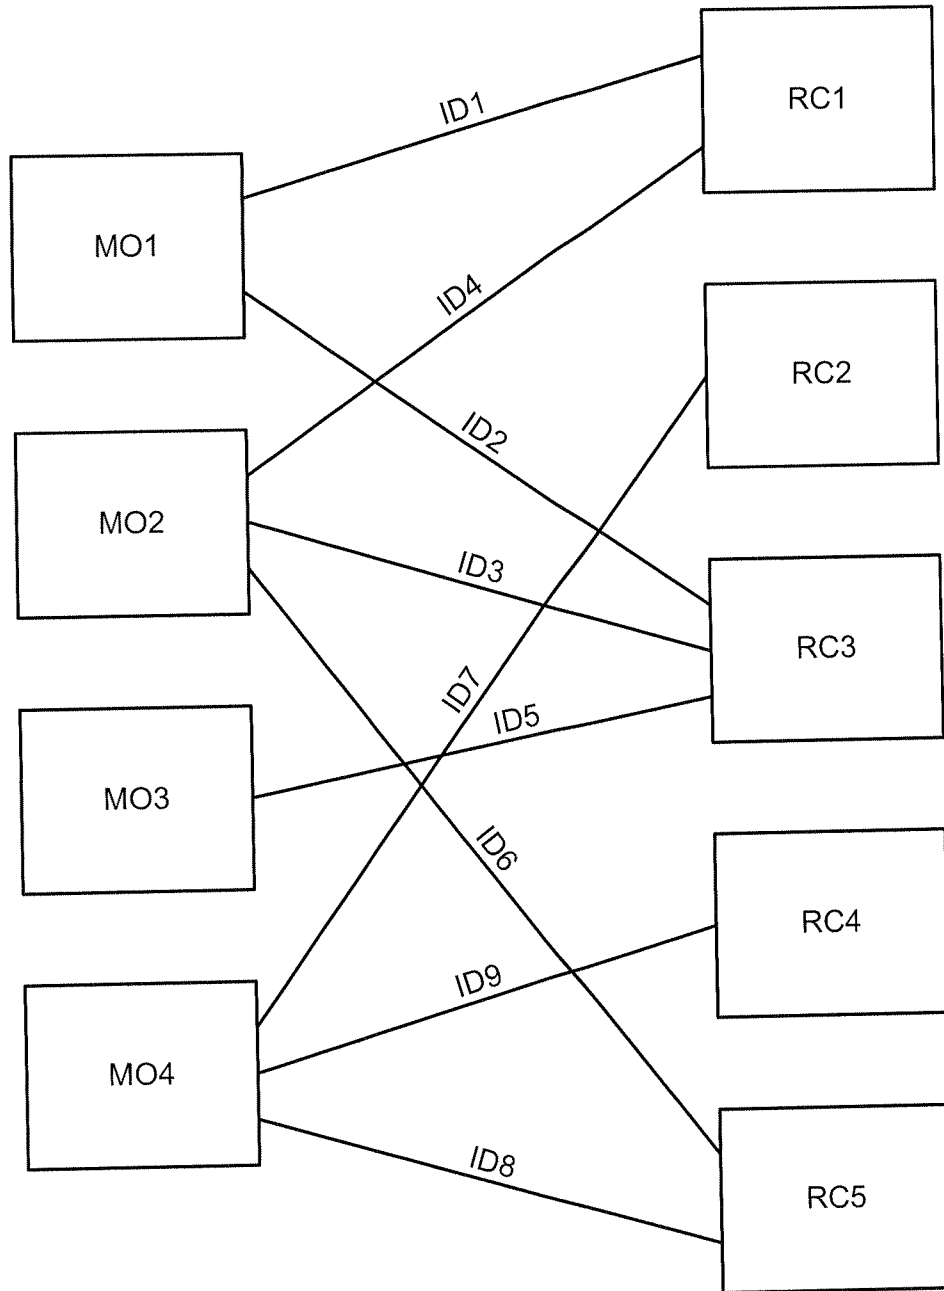 RC1
ID1
MO1
ID4
RC2
ID2
MO2
ID3
RC3
ID7
ID5
MO3
ID6
RC4
ID9
MO4
ID8
RC5